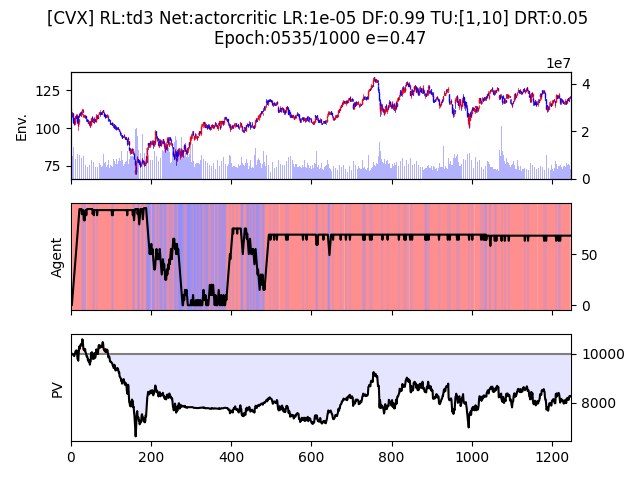 [CVX] RL:td3 Net:actorcritic LR:1e-05 DF:0.99 TU:[1,10] DRT:0.05
Epoch:0535/1000 e=0.47
1e7
125
100
75
Env.
4
2
0
Agent
50
0
PV
10000
8000
0
200
400
600
800
1000
1200